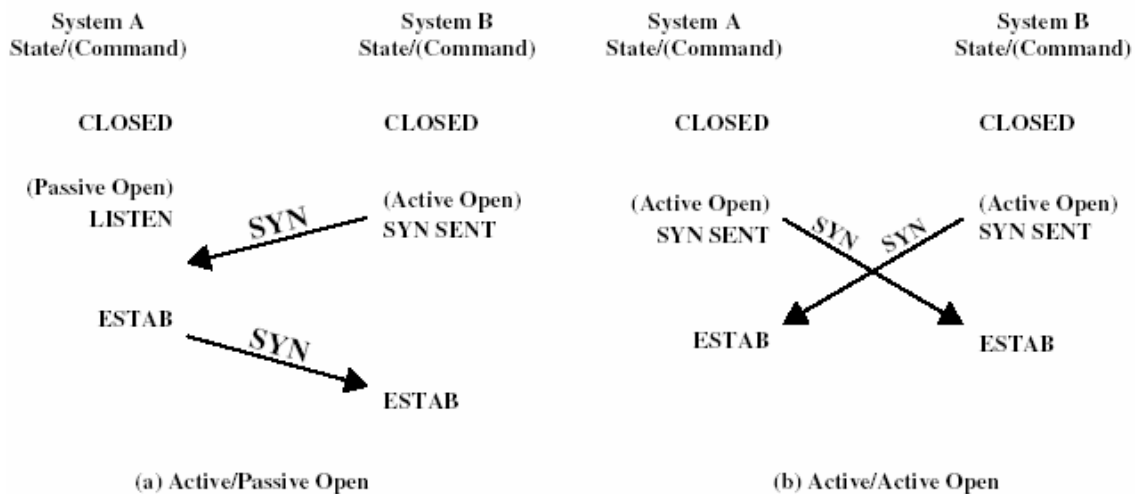 System A
State/(Command)
System B
State/(Command)
CLOSED
CLOSED
(Passive Open)
LISTEN
(Active Open)
SYN SENT
SYN
ESTAB
SYN
ESTAB
(a) Active/Passive Open
System A
State/(Command)
System B
State/(Command)
CLOSED
CLOSED
(Active Open)
SYN SENT
(Active Open)
SYN SENT
SYN
SYN
ESTAB
ESTAB
(b) Active/Active Open